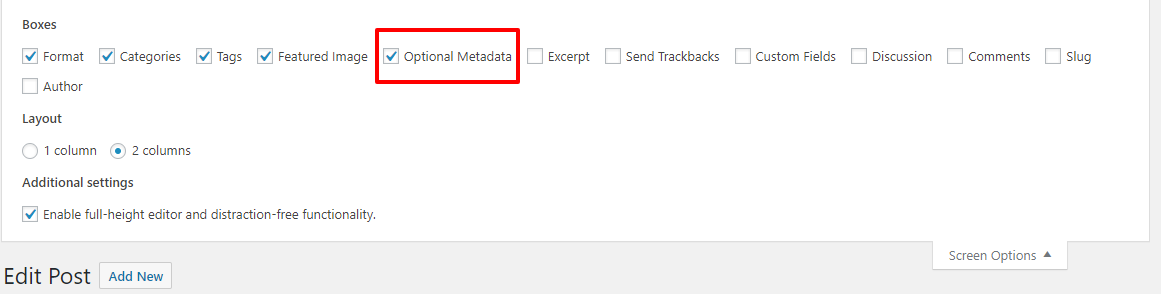 Boxes
Format Categories Tags Featured Image Optional Metadata Excerpt Send Trackbacks Custom Fields Discussion Comments Slug
Author
Layout
1 column 2 columns
Additional settings
Enable full-height editor and distraction-free functionality.
Screen Options
Edit Post Add New